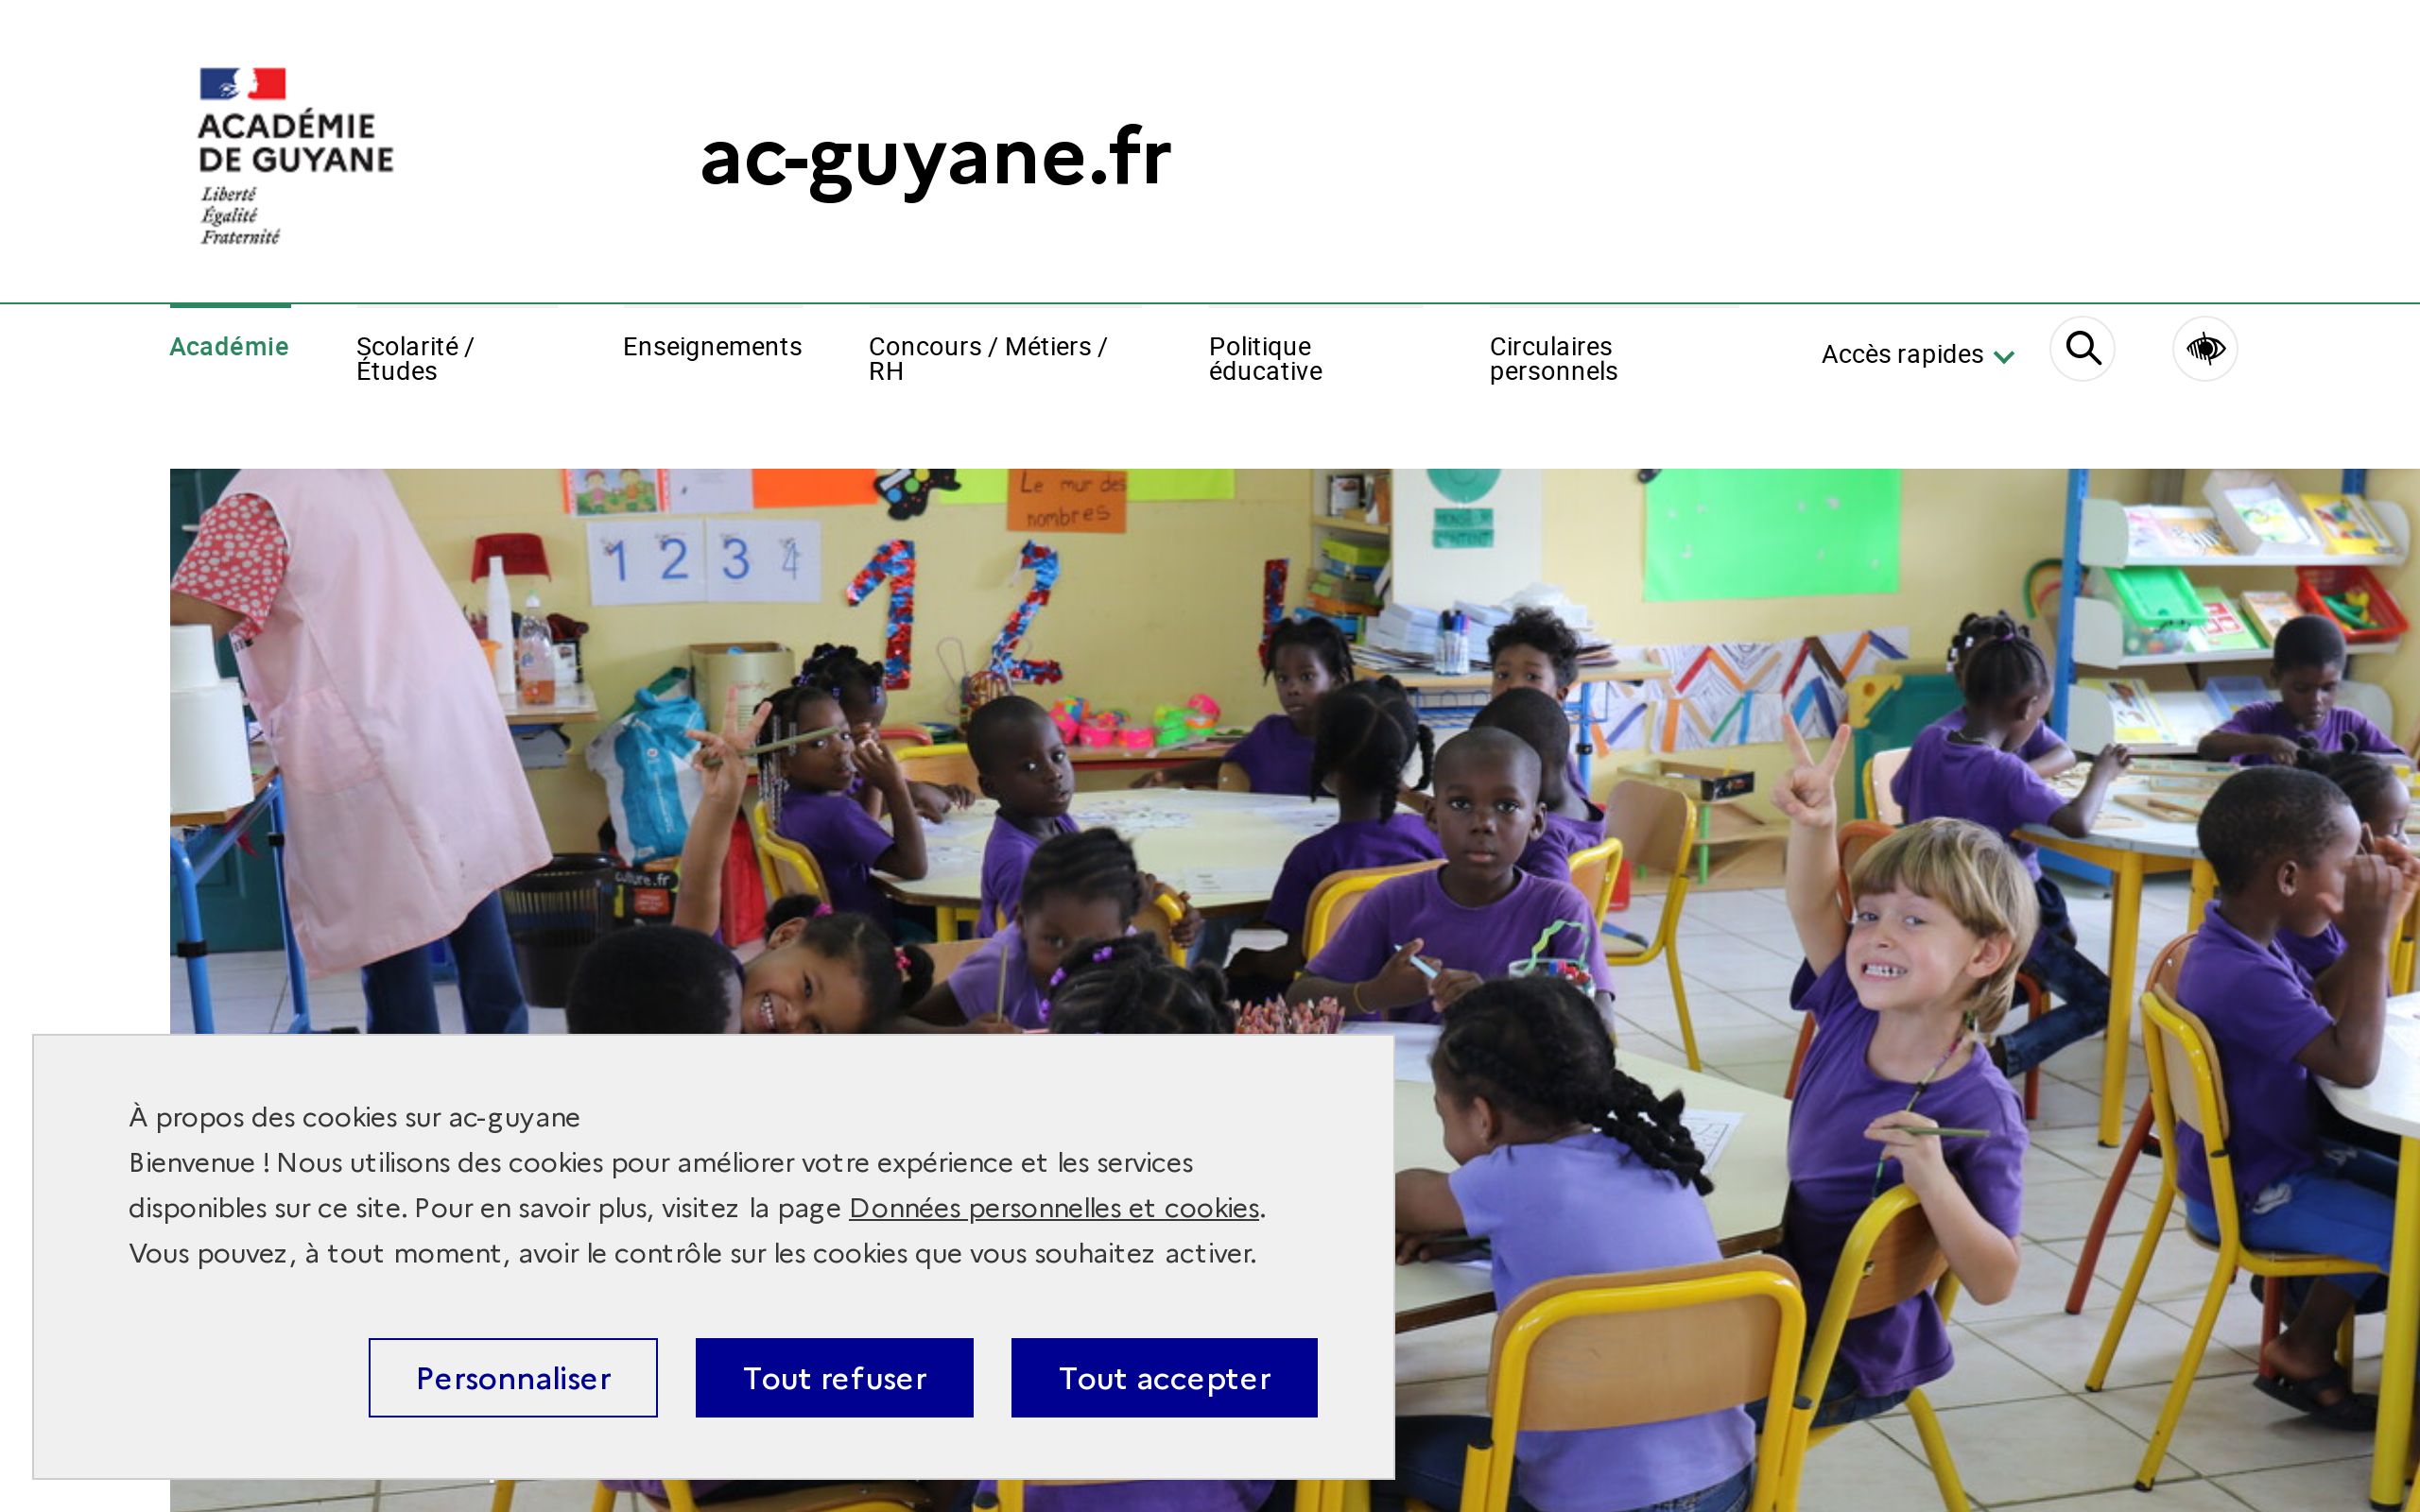 ACADÉMIE
DE GUYANE
Liberté
Égalité
Fraternité
ac-guyane.fr
Académie
Scolarité /
Études
Enseignements
Concours / Métiers /
RH
Politique
éducative
Circulaires
personnels
Accès rapides
Le mur des
nombres
1 2 3 4
1 2
culture.fr
À propos des cookies sur ac-guyane
Bienvenue ! Nous utilisons des cookies pour améliorer votre expérience et les services
disponibles sur ce site. Pour en savoir plus, visitez la page Données personnelles et cookies.
Vous pouvez, à tout moment, avoir le contrôle sur les cookies que vous souhaitez activer.
Personnaliser
Tout refuser
Tout accepter